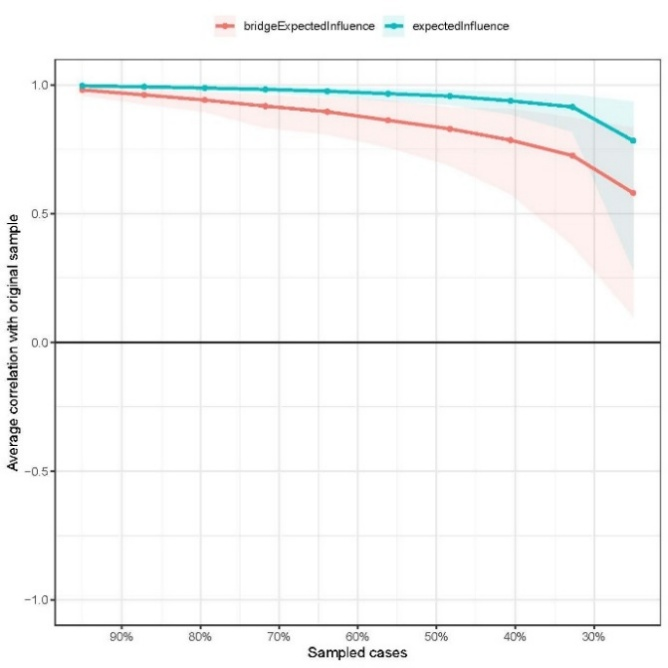 bridgeExpectedInfluence expectedInfluence
1.0
0.5
0.0
−0.5
−1.0
Average correlation with original sample
90% 80% 70% 60% 50% 40% 30%
Sampled cases